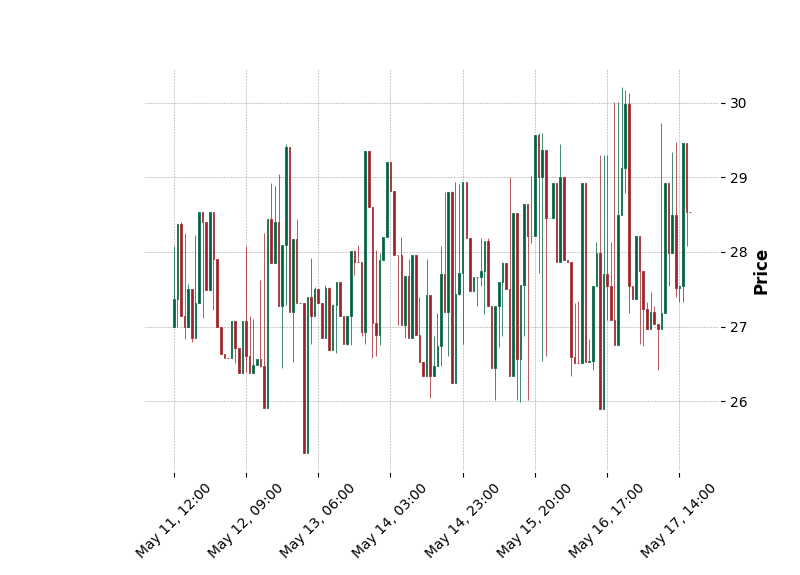 30
29
28
27
26
Price
May 11, 12:00
May 12, 09:00
May 13, 06:00
May 14, 03:00
May 14, 23:00
May 15, 20:00
May 16, 17:00
May 17, 14:00